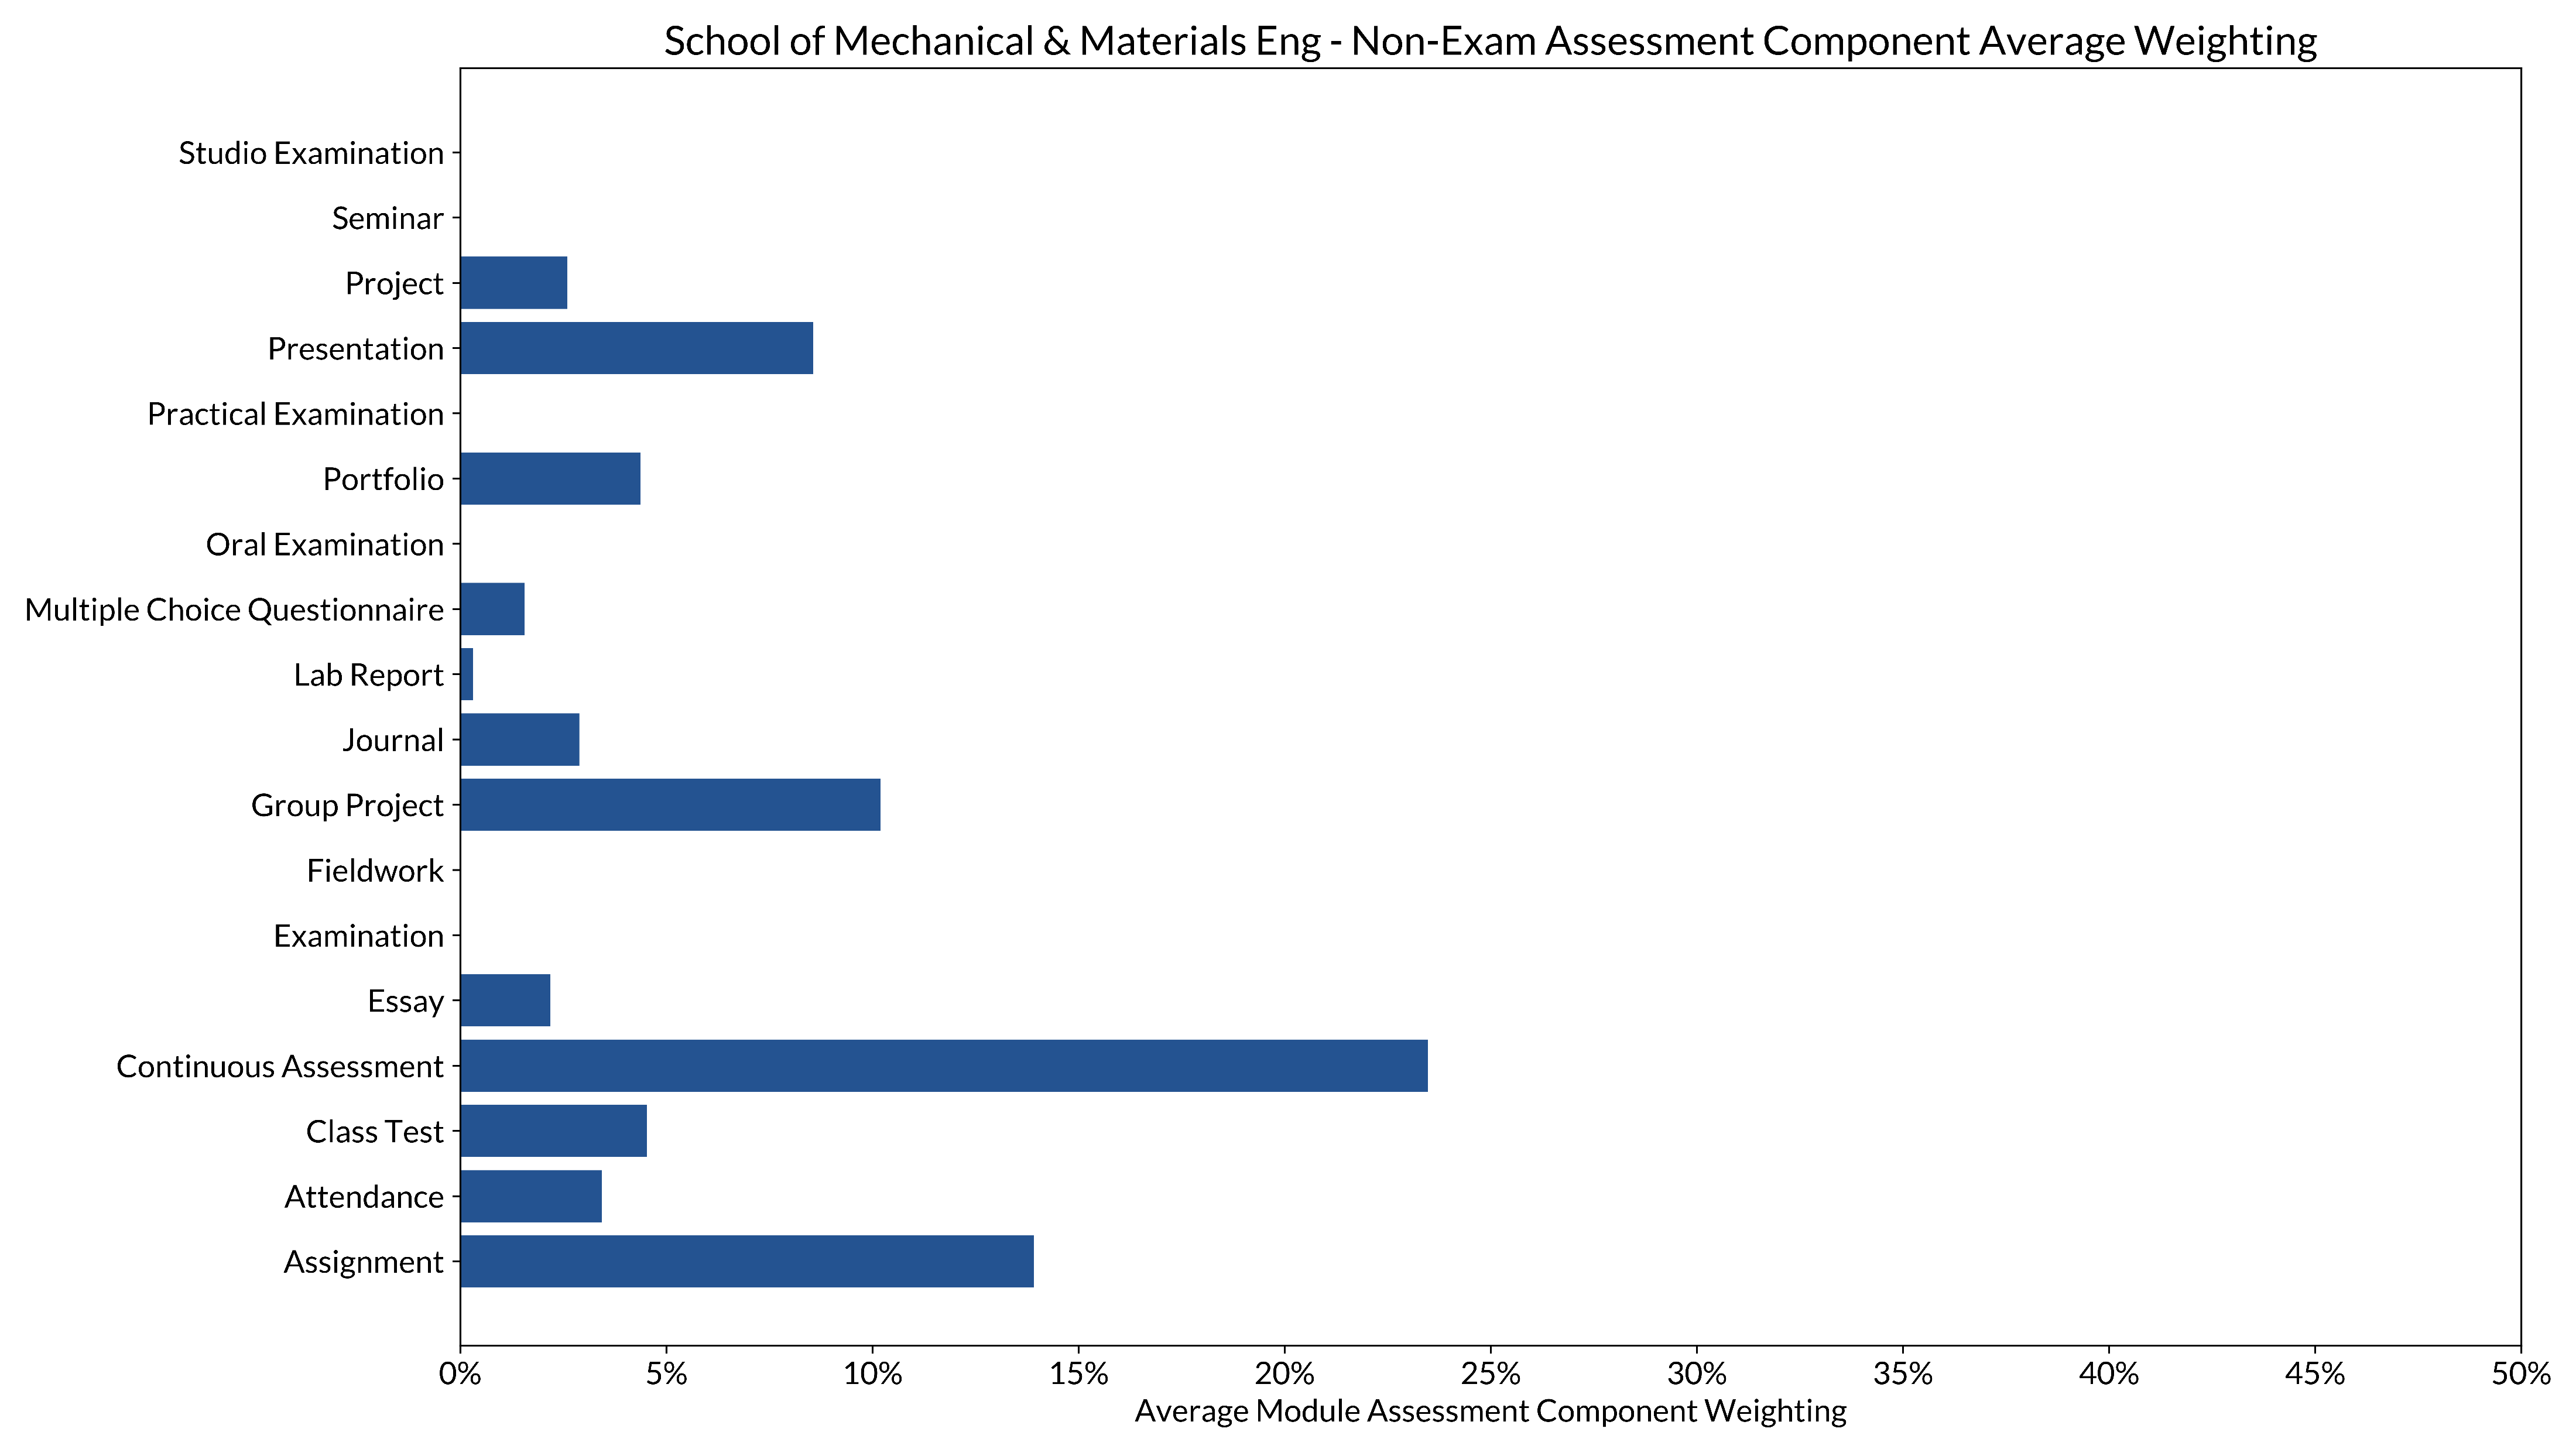 School of Mechanical & Materials Eng - Non-Exam Assessment Component Average Weighting
Studio Examination
Seminar
Project
Presentation
Practical Examination
Portfolio
Oral Examination
Multiple Choice Questionnaire
Lab Report
Journal
Group Project
Fieldwork
Examination
Essay
Continuous Assessment
Class Test
Attendance
Assignment
0% 5% 10% 15% 20% 25% 30% 35% 40% 45% 50%
Average Module Assessment Component Weighting